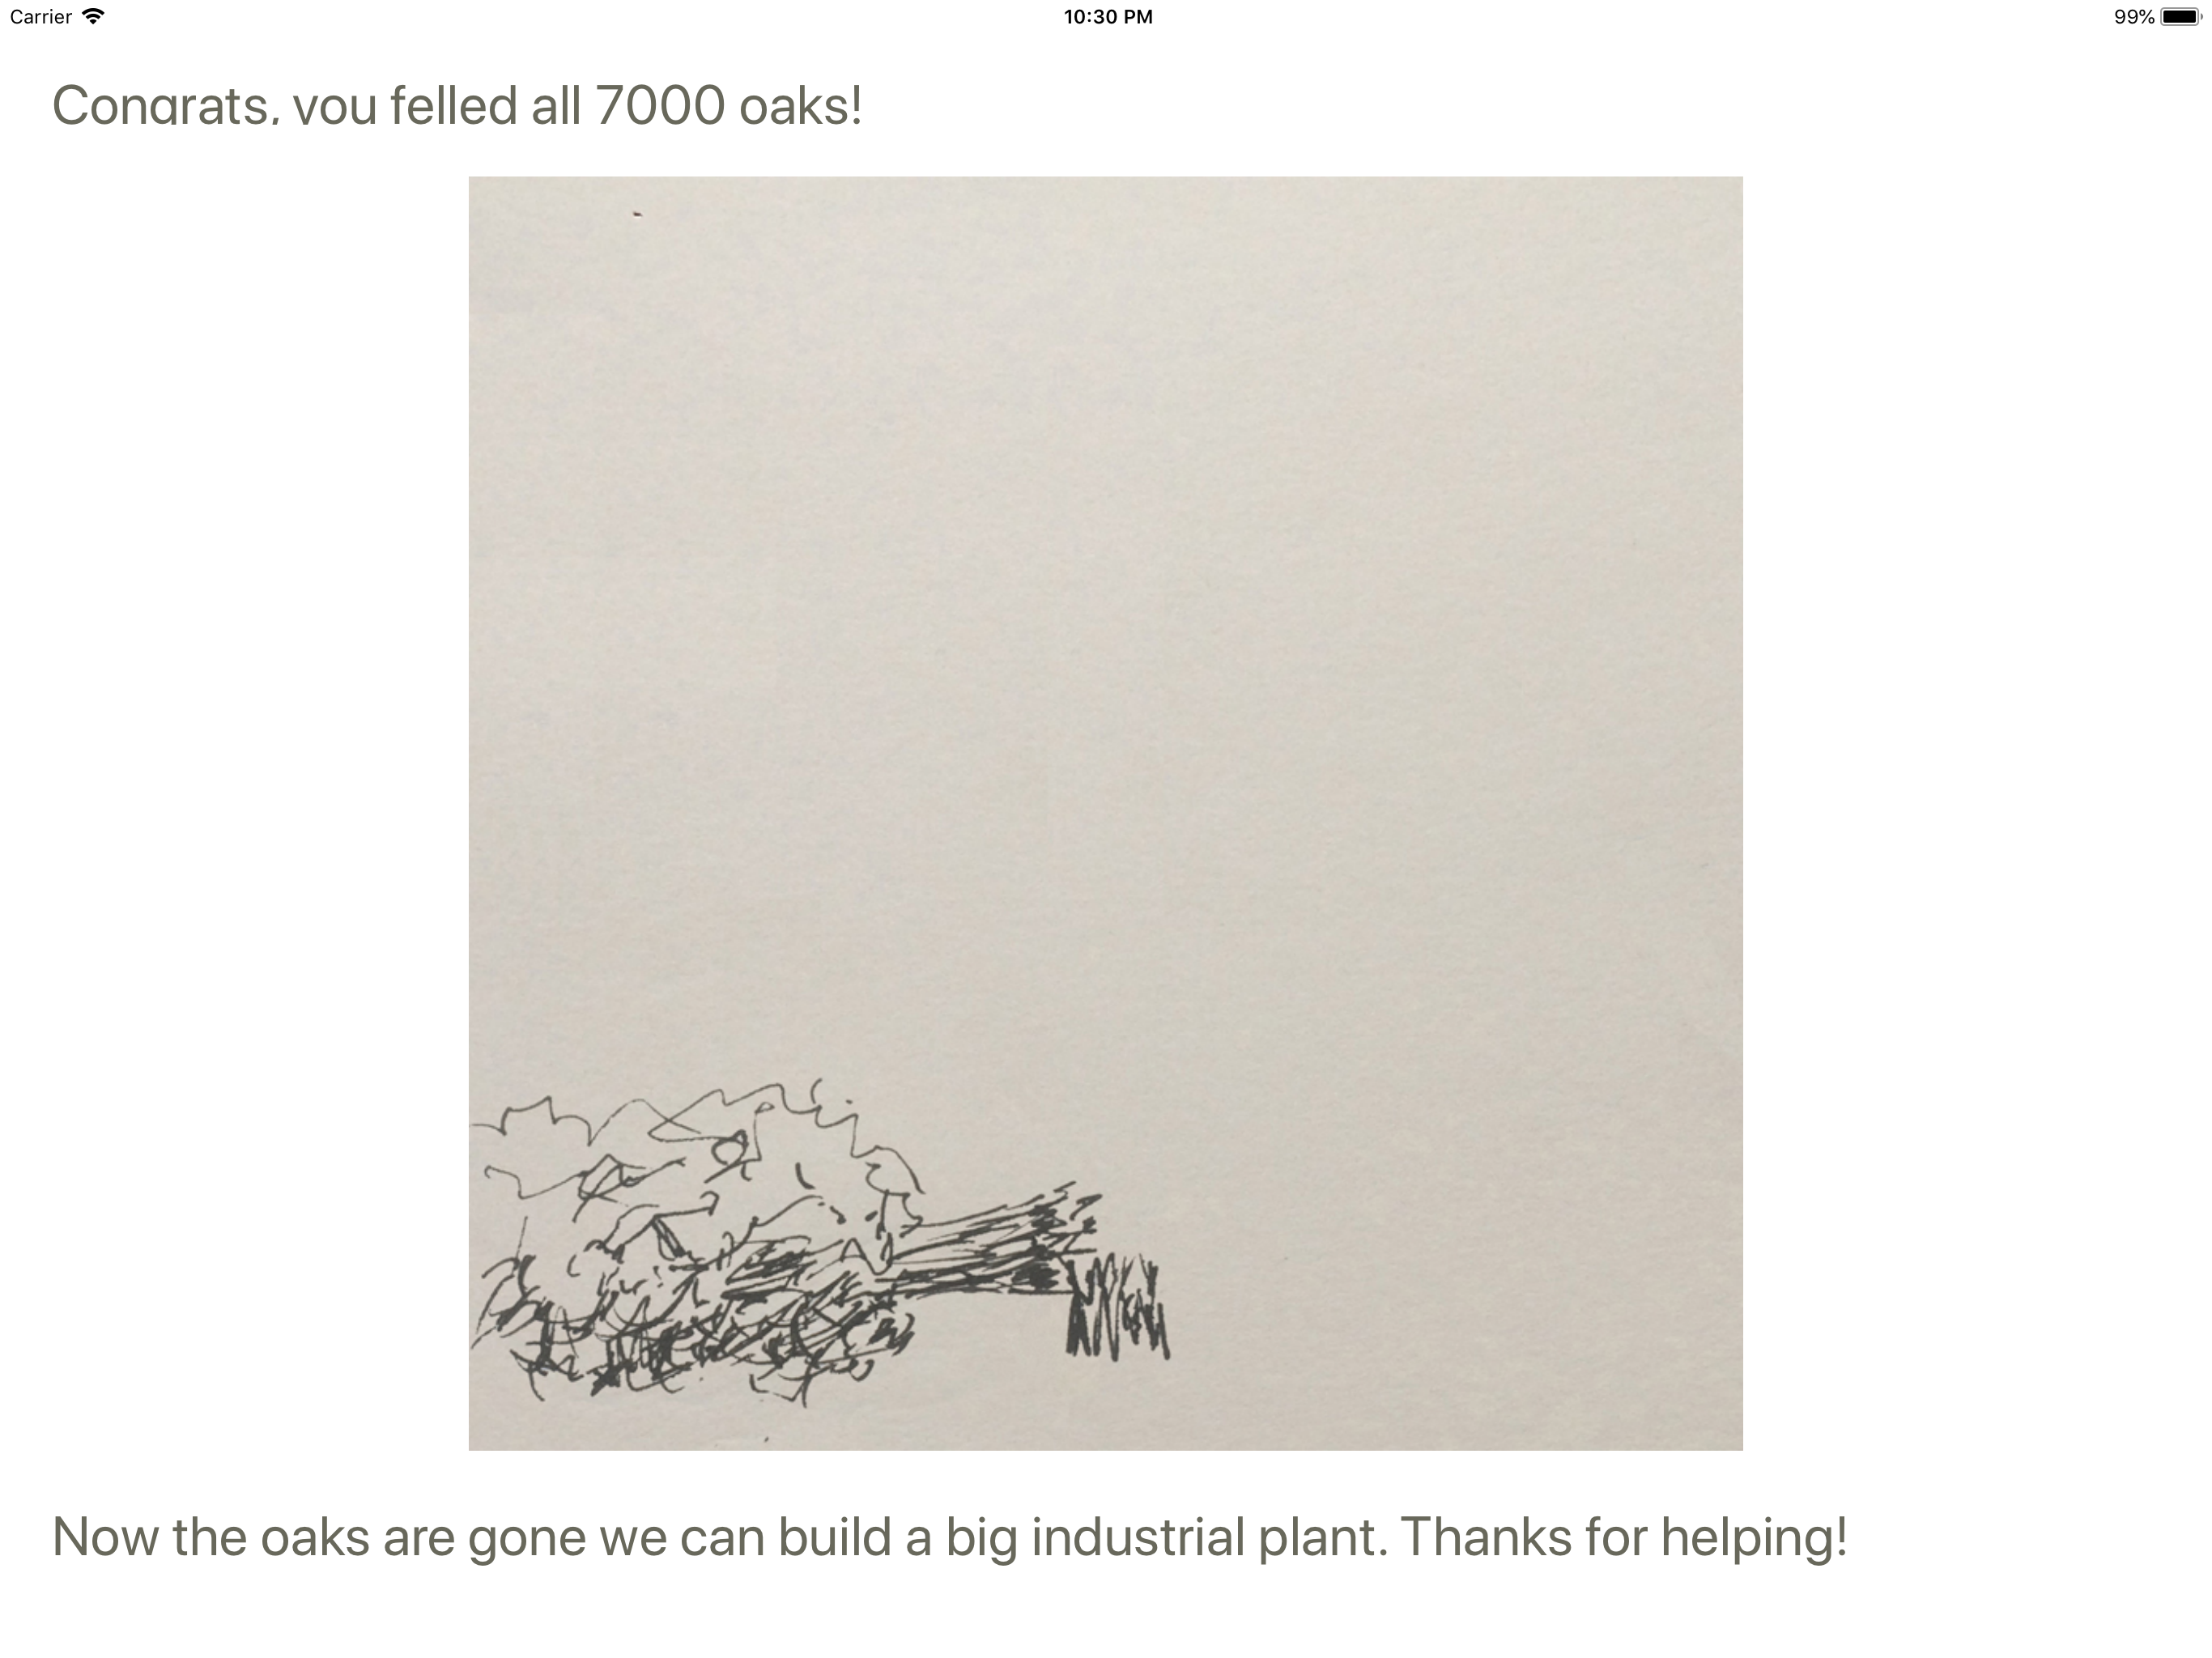 Carrier
10:30 PM
99%
Congrats, you felled all 7000 oaks!
Now the oaks are gone we can build a big industrial plant. Thanks for helping!